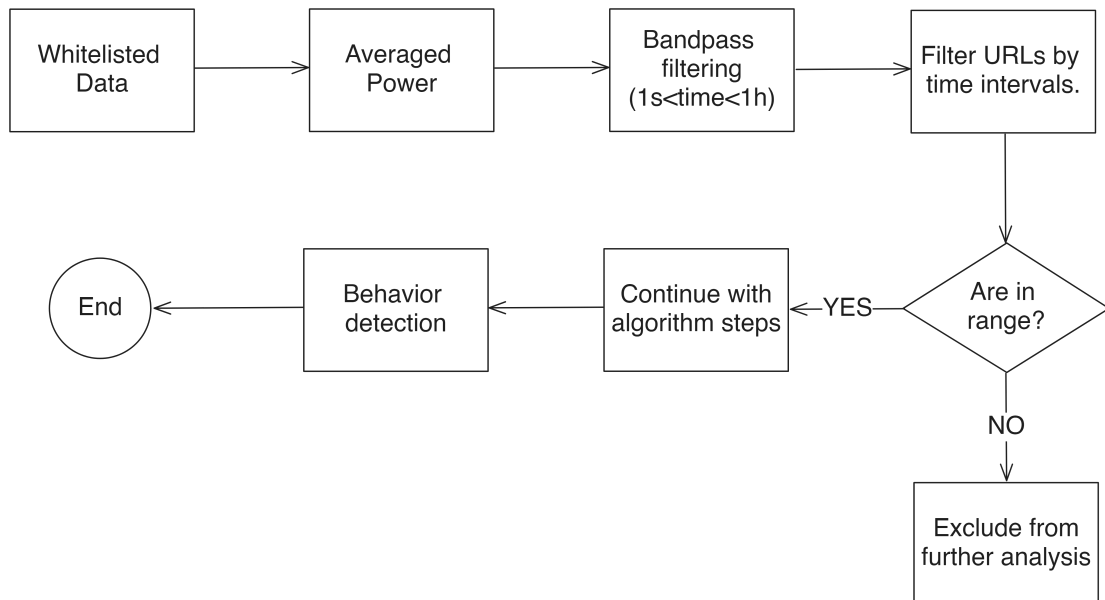 Whitelisted
Data
Averaged
Power
Bandpass
filtering
(1s<time<1h)
Filter URLs by
time intervals.
Are in
range?
YES
Continue with
algorithm steps
Behavior
detection
End
NO
Exclude from
further analysis